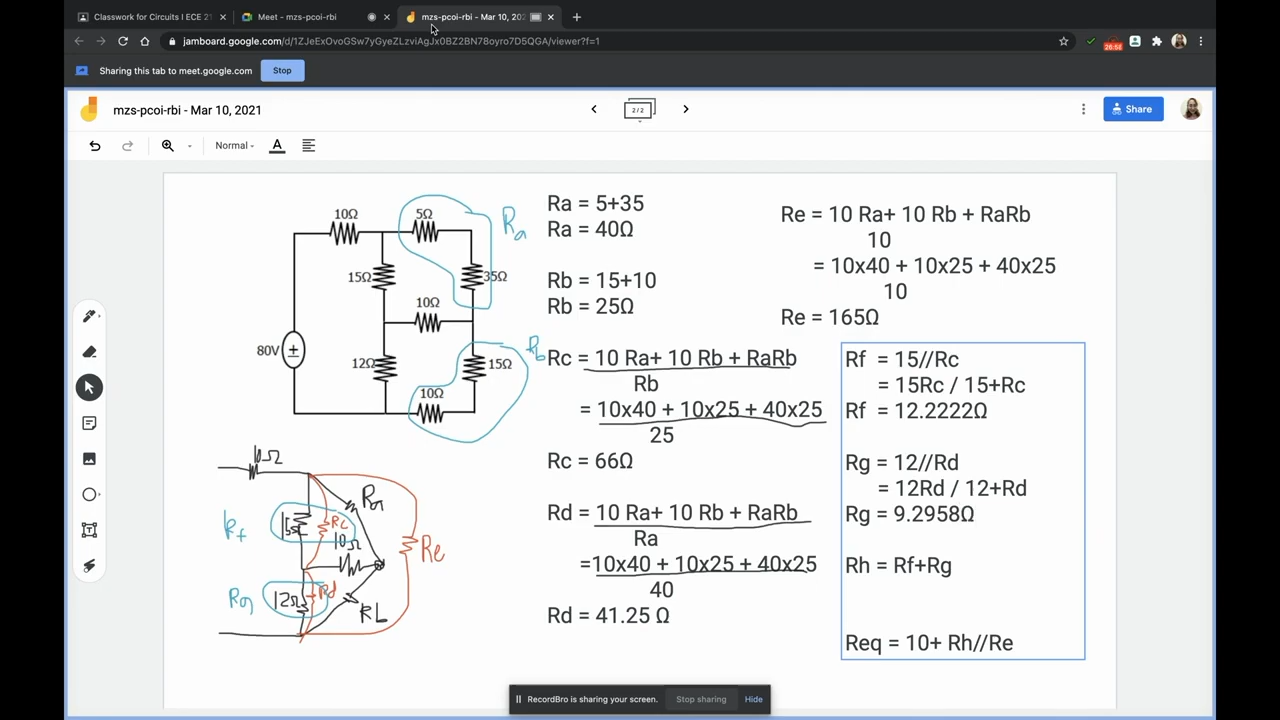 Classwork for Circuits I ECE 21
Meet - mzs-pcoi-rbi
mzs-pcoi-rbi - Mar 10, 202
jamboard.google.com/d/1ZJeExOvoGSw7yGyeZLzviAgJx0BZ2BN78oyro7D5QGA/viewer?f=1
26:56
Sharing this tab to meet.google.com
Stop
mzs-pcoi-rbi - Mar 10, 2021
2 / 2
Share
Normal
10Ω
5Ω
Ra
15Ω
35Ω
10Ω
80V
12Ω
15Ω
Rb
10Ω
10Ω
Ra
Rf
15Ω
Rc
10Ω
Re
Rg
12Ω
Rd
Rb
Ra = 5+35
Ra = 40Ω
Rb = 15+10
Rb = 25Ω
Rc = 10 Ra+ 10 Rb + RaRb
Rb
= 10x40 + 10x25 + 40x25
25
Rc = 66Ω
Rd = 10 Ra+ 10 Rb + RaRb
Ra
=10x40 + 10x25 + 40x25
40
Rd = 41.25 Ω
Re = 10 Ra+ 10 Rb + RaRb
10
= 10x40 + 10x25 + 40x25
10
Re = 165Ω
Rf = 15//Rc
= 15Rc / 15+Rc
Rf = 12.2222Ω
Rg = 12//Rd
= 12Rd / 12+Rd
Rg = 9.2958Ω
Rh = Rf+Rg
Req = 10+ Rh//Re
RecordBro is sharing your screen.
Stop sharing
Hide